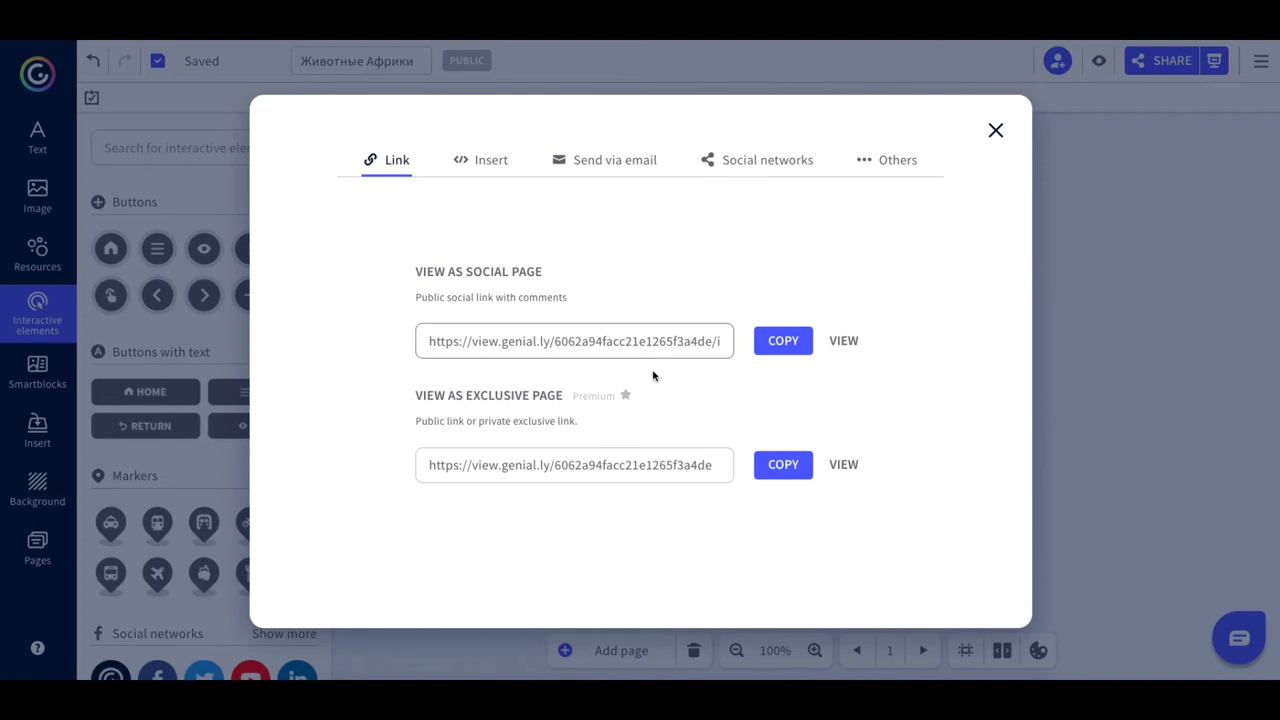 Saved
Животные Африки
PUBLIC
SHARE
Text
Image
Resources
Interactive
elements
Smartblocks
Insert
Background
Pages
Search for interactive ele
Buttons
Buttons with text
HOME
RETURN
Markers
Social networks
Show more
Link
Insert
Send via email
Social networks
Others
VIEW AS SOCIAL PAGE
Public social link with comments
https://view.genial.ly/6062a94facc21e1265f3a4de/i
COPY
VIEW
VIEW AS EXCLUSIVE PAGE Premium
Public link or private exclusive link.
https://view.genial.ly/6062a94facc21e1265f3a4de
COPY
VIEW
Add page
100%
1